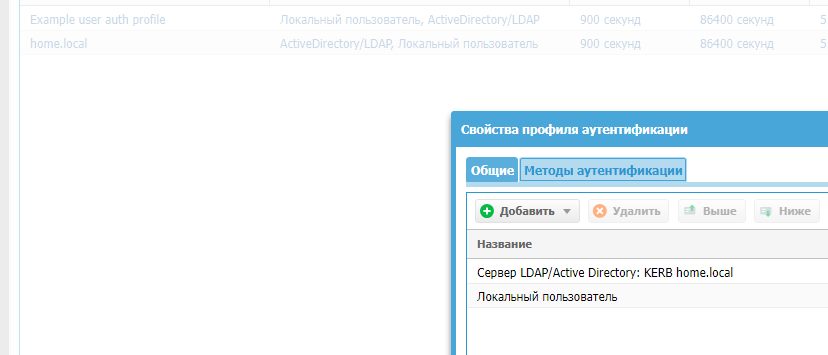 Example user auth profile Локальный пользователь, ActiveDirectory/LDAP 900 секунд 86400 секунд 5
home.local ActiveDirectory/LDAP, Локальный пользователь 900 секунд 86400 секунд 5
Свойства профиля аутентификации
Общие Методы аутентификации
Добавить Удалить Выше Ниже
Название
Сервер LDAP/Active Directory: KERB home.local
Локальный пользователь